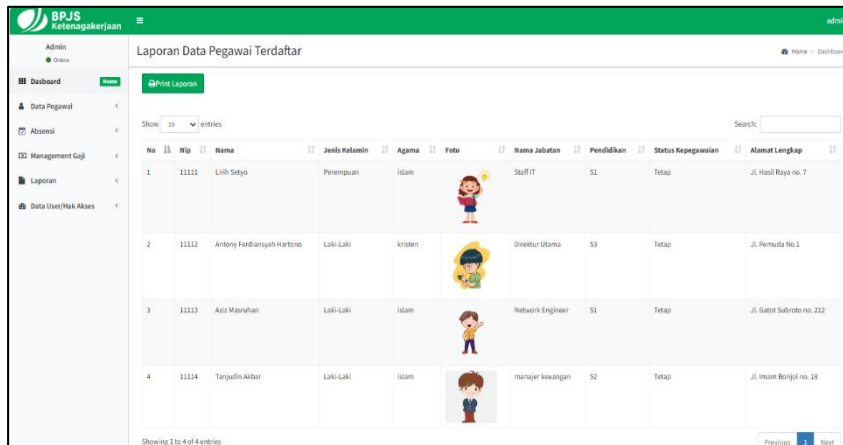 BPJS
Ketenagakerjaan
admin
Admin
Online
Laporan Data Pegawai Terdaftar
Home > Dashboard
Dasboard Home
Print Laporan
Data Pegawai
Absensi
Management Gaji
Laporan
Data User/Hak Akses
Show 10 entries Search:
No Nip Nama Jenis Kelamin Agama Foto Nama Jabatan Pendidikan Status Kepegawaian Alamat Lengkap
1 11111 Lirih Setyo Perempuan islam Staff IT S1 Tetap Jl. Hasil Raya no. 7
2 11112 Antony Ferdiansyah Hartono Laki-Laki kristen Direktur Utama S3 Tetap Jl. Pemuda No.1
3 11113 Aziz Masruhan Laki-Laki islam Network Engineer S1 Tetap Jl. Gatot Subroto no. 212
4 11114 Tanjudin Akbar Laki-Laki islam manajer keuangan S2 Tetap Jl. Imam Bonjol no. 18
Showing 1 to 4 of 4 entries Previous 1 Next